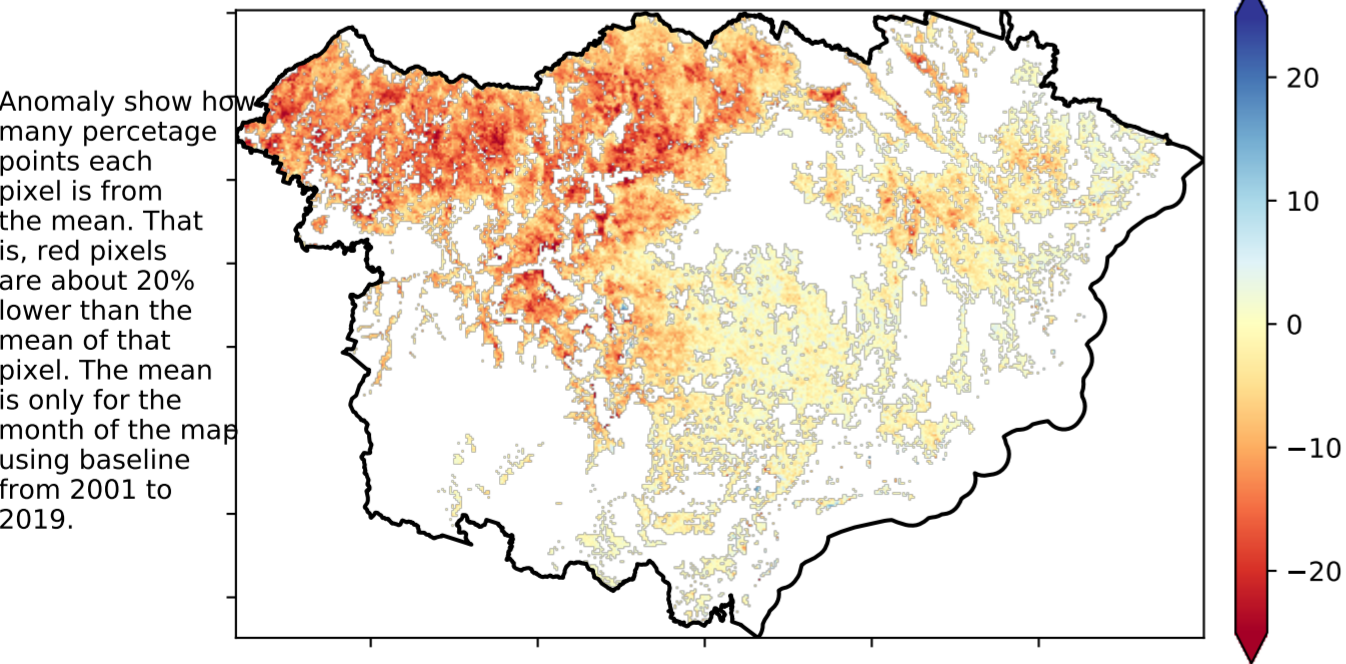 Anomaly show how
many percetage
points each
pixel is from
the mean. That
is, red pixels
are about 20%
lower than the
mean of that
pixel. The mean
is only for the
month of the map
using baseline
from 2001 to
2019.
20
10
0
−10
−20